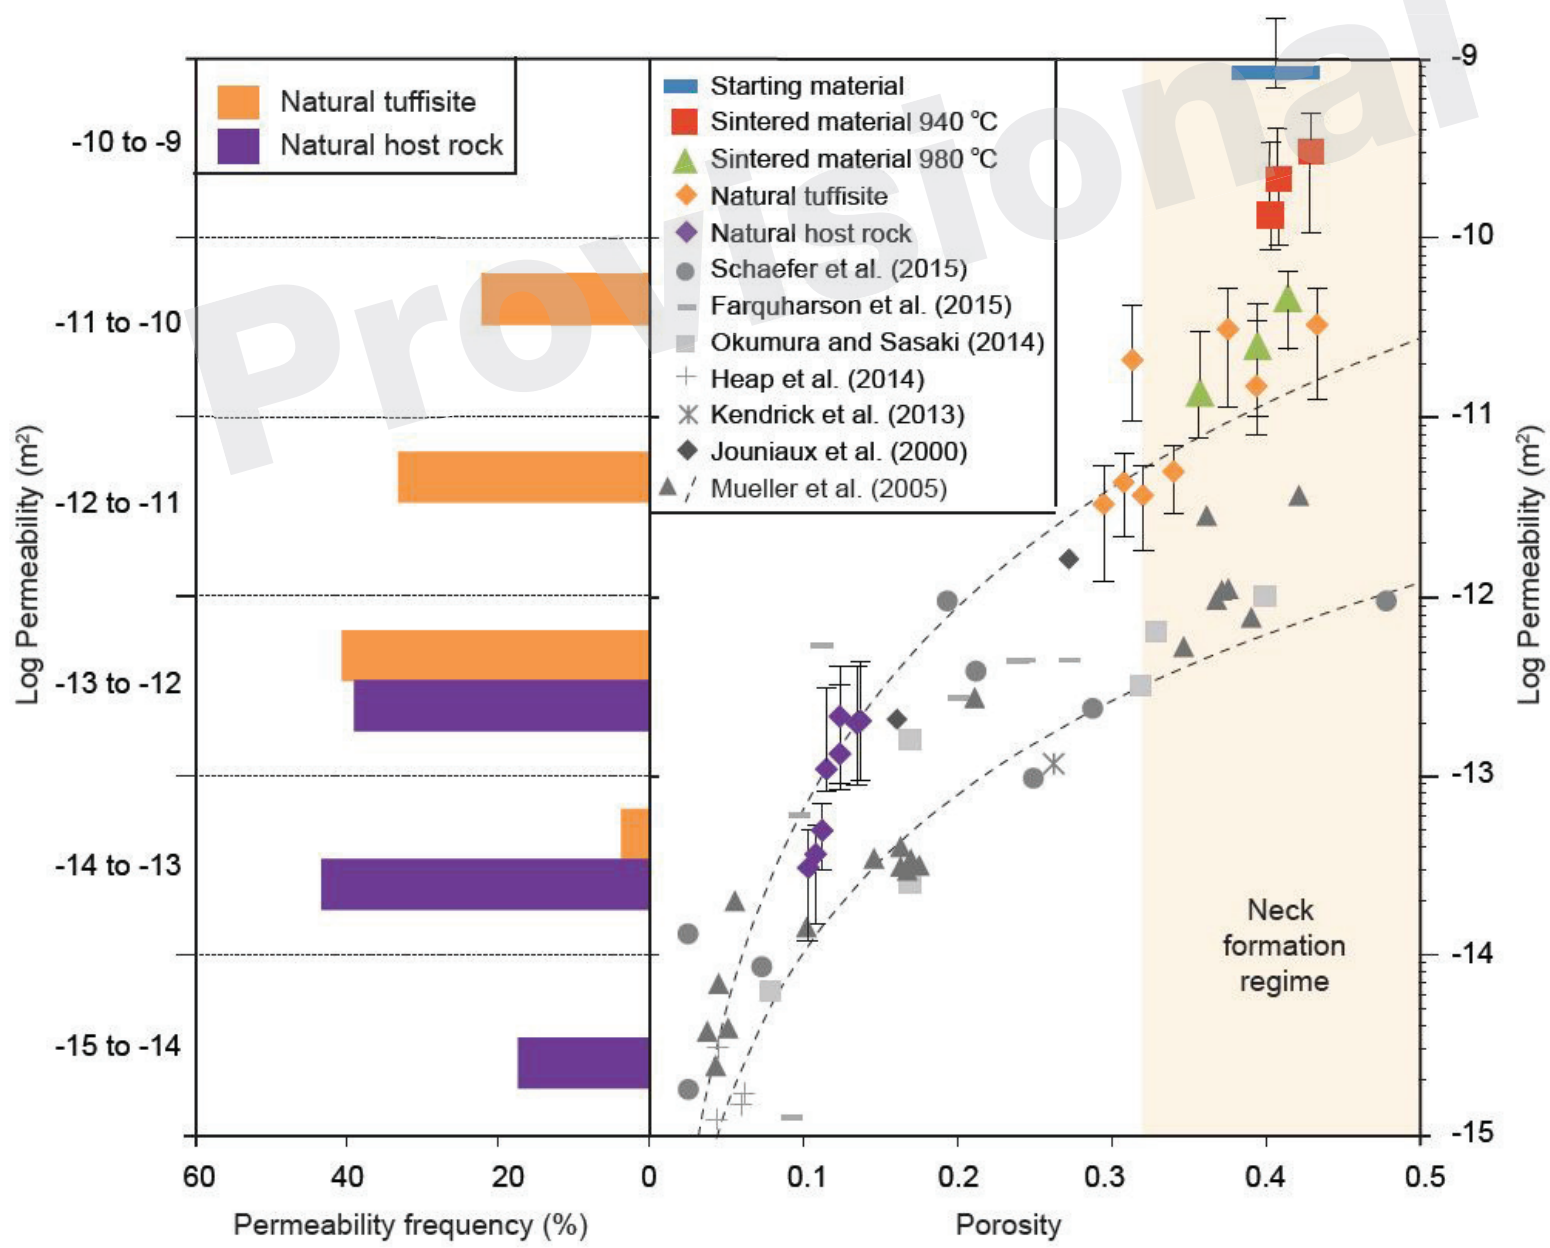 Provisional
Natural tuffisite
Natural host rock
Starting material
Sintered material 940 °C
Sintered material 980 °C
Natural tuffisite
Natural host rock
Schaefer et al. (2015)
Farquharson et al. (2015)
Okumura and Sasaki (2014)
Heap et al. (2014)
Kendrick et al. (2013)
Jouniaux et al. (2000)
Mueller et al. (2005)
Log Permeability (m²)
-10 to -9
-11 to -10
-12 to -11
-13 to -12
-14 to -13
-15 to -14
-9
-10
-11
-12
-13
-14
-15
Log Permeability (m²)
Neck
formation
regime
60 40 20 0 0.1 0.2 0.3 0.4 0.5
Permeability frequency (%)
Porosity